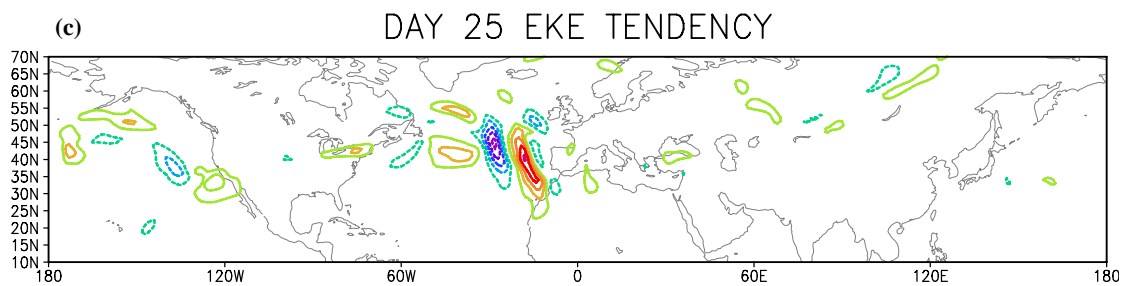 (c) DAY 25 EKE TENDENCY
70N
65N
60N
55N
50N
45N
40N
35N
30N
25N
20N
15N
10N
180 120W 60W 0 60E 120E 180